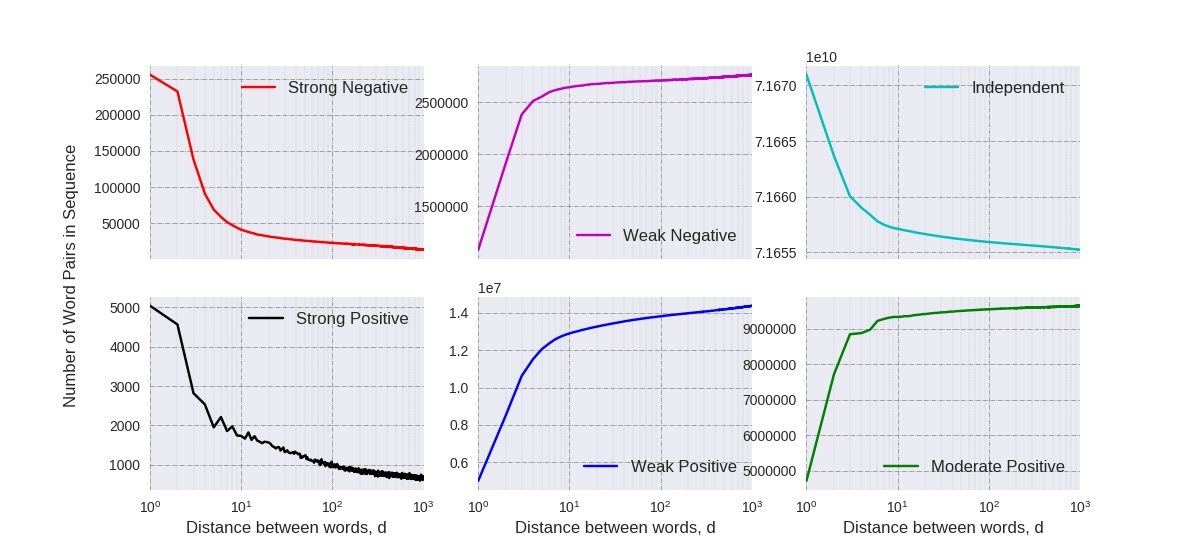 1e10
250000
200000
150000
100000
50000
Strong Negative
2500000
2000000
1500000
Weak Negative
7.1670
7.1665
7.1660
7.1655
Independent
Number of Word Pairs in Sequence
5000
4000
3000
2000
1000
Strong Positive
10⁰ 10¹ 10² 10³
Distance between words, d
1e7
1.4
1.2
1.0
0.8
0.6
Weak Positive
10⁰ 10¹ 10² 10³
Distance between words, d
9000000
8000000
7000000
6000000
5000000
Moderate Positive
10⁰ 10¹ 10² 10³
Distance between words, d